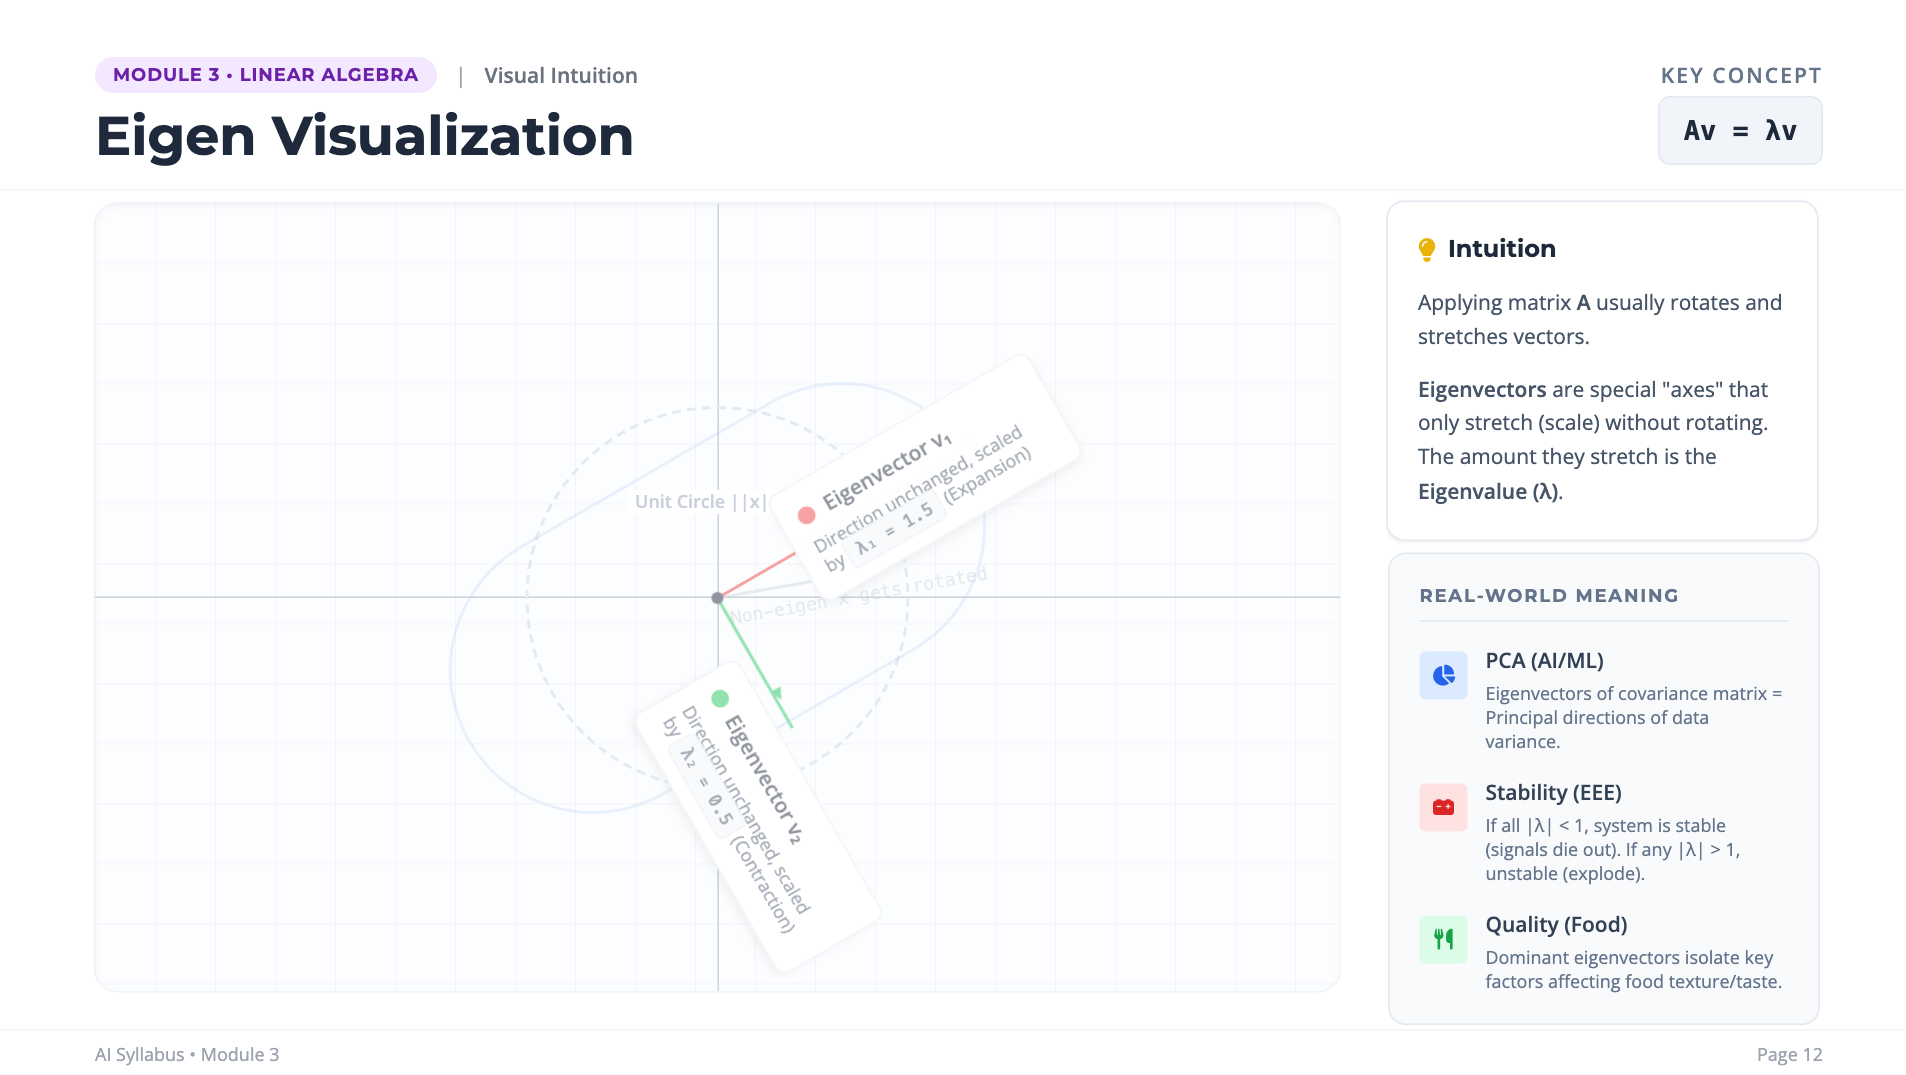 MODULE 3 • LINEAR ALGEBRA | Visual Intuition
Eigen Visualization
KEY CONCEPT
Av = λv
Unit Circle ||x|
Eigenvector v₁
Direction unchanged, scaled
by λ₁ = 1.5 (Expansion)
Non-eigen x gets rotated
Eigenvector v₂
Direction unchanged, scaled
by λ₂ = 0.5 (Contraction)
Intuition
Applying matrix A usually rotates and
stretches vectors.
Eigenvectors are special "axes" that
only stretch (scale) without rotating.
The amount they stretch is the
Eigenvalue (λ).
REAL-WORLD MEANING
PCA (AI/ML)
Eigenvectors of covariance matrix =
Principal directions of data
variance.
Stability (EEE)
If all |λ| < 1, system is stable
(signals die out). If any |λ| > 1,
unstable (explode).
Quality (Food)
Dominant eigenvectors isolate key
factors affecting food texture/taste.
AI Syllabus • Module 3
Page 12